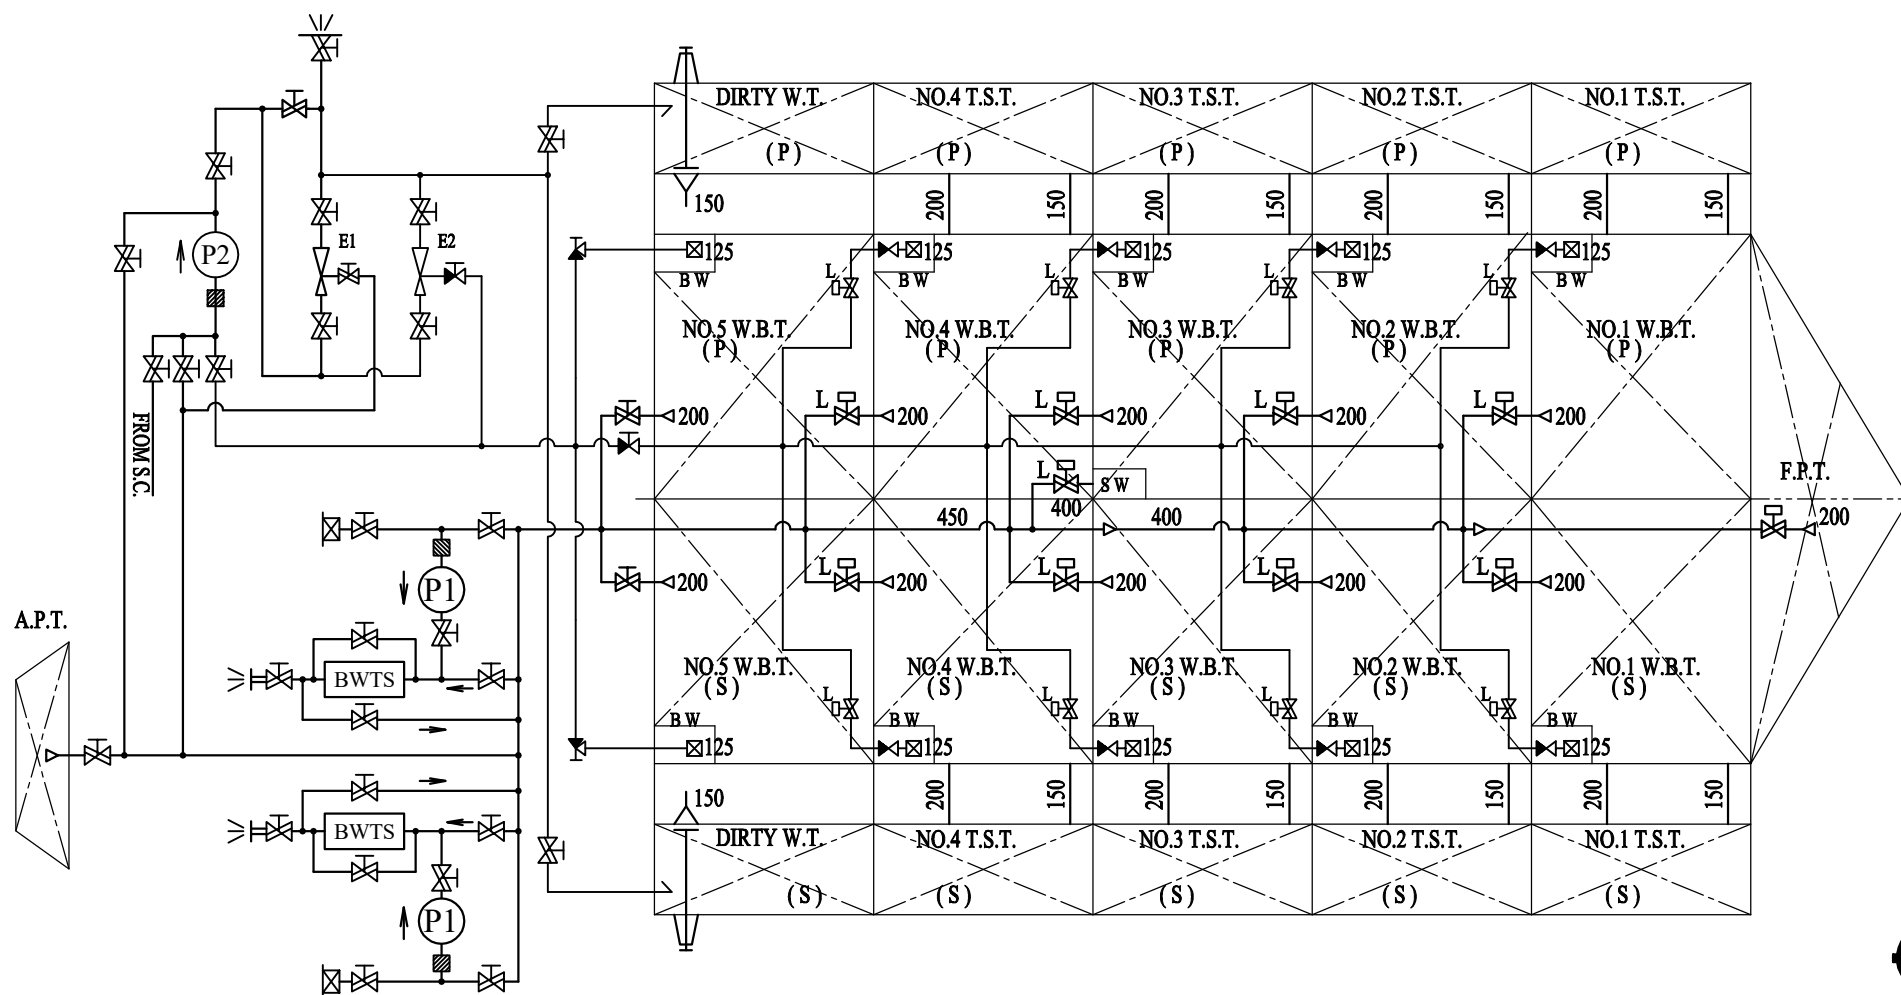 DIRTY W.T. NO.4 T.S.T. NO.3 T.S.T. NO.2 T.S.T. NO.1 T.S.T.
(P) (P) (P) (P) (P)
150 200 150 200 150 200 150 200 150
P2 E1 E2
125 125 125 125 125
L L L L
BW BW BW BW BW
NO.5 W.B.T. NO.4 W.B.T. NO.3 W.B.T. NO.2 W.B.T. NO.1 W.B.T.
(P) (P) (P) (P) (P)
L L L L
200 200 200 200 200
FROM S.C.
L SW F.P.T.
400
450 400 200
L L L L
P1 200 200 200 200 200
A.P.T.
BWTS
NO.5 W.B.T. NO.4 W.B.T. NO.3 W.B.T. NO.2 W.B.T. NO.1 W.B.T.
(S) (S) (S) (S) (S)
L L L L
BW BW BW BW BW
125 125 125 125 125
150 200 150 200 150 200 150 200 150
BWTS
DIRTY W.T. NO.4 T.S.T. NO.3 T.S.T. NO.2 T.S.T. NO.1 T.S.T.
(S) (S) (S) (S) (S)
P1